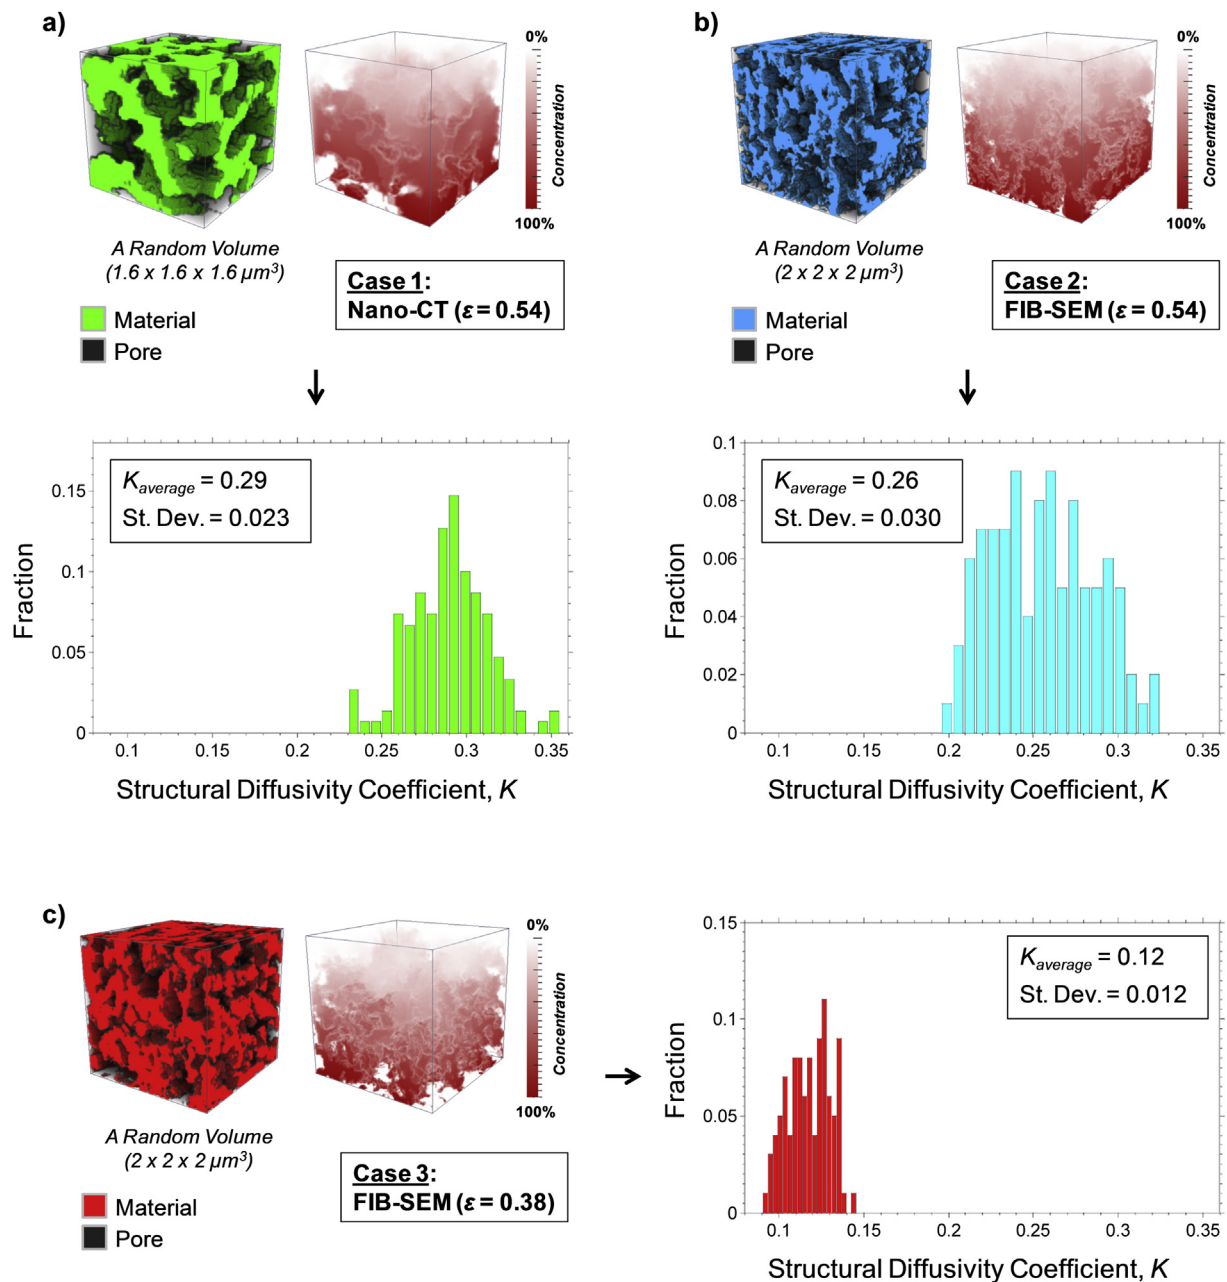 a)
0%
Concentration
100%
A Random Volume
(1.6 x 1.6 x 1.6 µm³)
Material
Pore
Case 1:
Nano-CT (ε = 0.54)
K average = 0.29
St. Dev. = 0.023
Fraction
0.15
0.1
0.05
0
0.1 0.15 0.2 0.25 0.3 0.35
Structural Diffusivity Coefficient, K
b)
0%
Concentration
100%
A Random Volume
(2 x 2 x 2 µm³)
Material
Pore
Case 2:
FIB-SEM (ε = 0.54)
K average = 0.26
St. Dev. = 0.030
Fraction
0.1
0.08
0.06
0.04
0.02
0
0.1 0.15 0.2 0.25 0.3 0.35
Structural Diffusivity Coefficient, K
c)
0%
Concentration
100%
A Random Volume
(2 x 2 x 2 µm³)
Material
Pore
Case 3:
FIB-SEM (ε = 0.38)
K average = 0.12
St. Dev. = 0.012
Fraction
0.15
0.1
0.05
0
0.1 0.15 0.2 0.25 0.3 0.35
Structural Diffusivity Coefficient, K